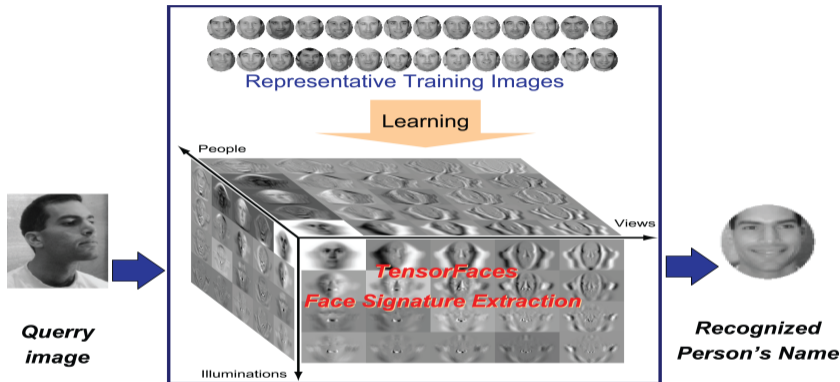 Representative Training Images
Learning
People
Views
TensorFaces
Face Signature Extraction
Illuminations
Querry
image
Recognized
Person's Name